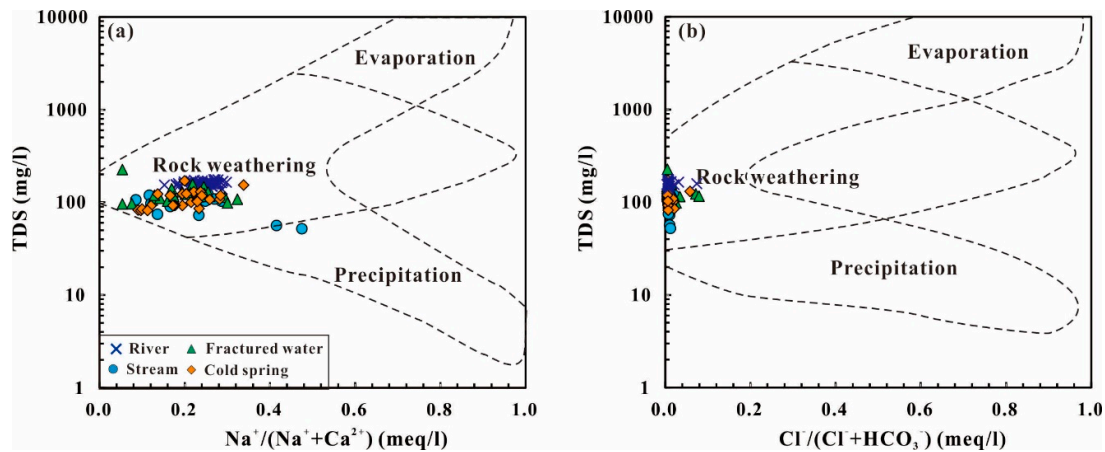 (a)
10000
1000
100
10
1
TDS (mg/l)
Evaporation
Rock weathering
Precipitation
River
Fractured water
Stream
Cold spring
0.0 0.2 0.4 0.6 0.8 1.0
Na⁺/(Na⁺+Ca²⁺) (meq/l)
(b)
10000
1000
100
10
1
TDS (mg/l)
Evaporation
Rock weathering
Precipitation
0.0 0.2 0.4 0.6 0.8 1.0
Cl⁻/(Cl⁻+HCO₃⁻) (meq/l)